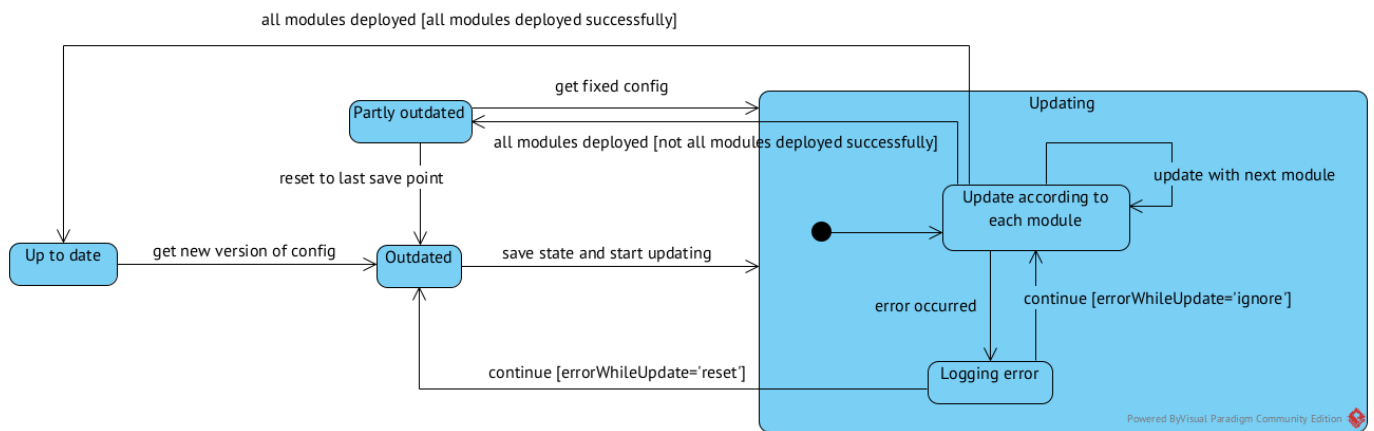 all modules deployed [all modules deployed successfully]
get fixed config
Updating
Partly outdated
all modules deployed [not all modules deployed successfully]
update with next module
reset to last save point
Update according to
each module
Up to date
get new version of config
Outdated
save state and start updating
error occurred
continue [errorWhileUpdate='ignore']
continue [errorWhileUpdate='reset']
Logging error
Powered ByVisual Paradigm Community Edition